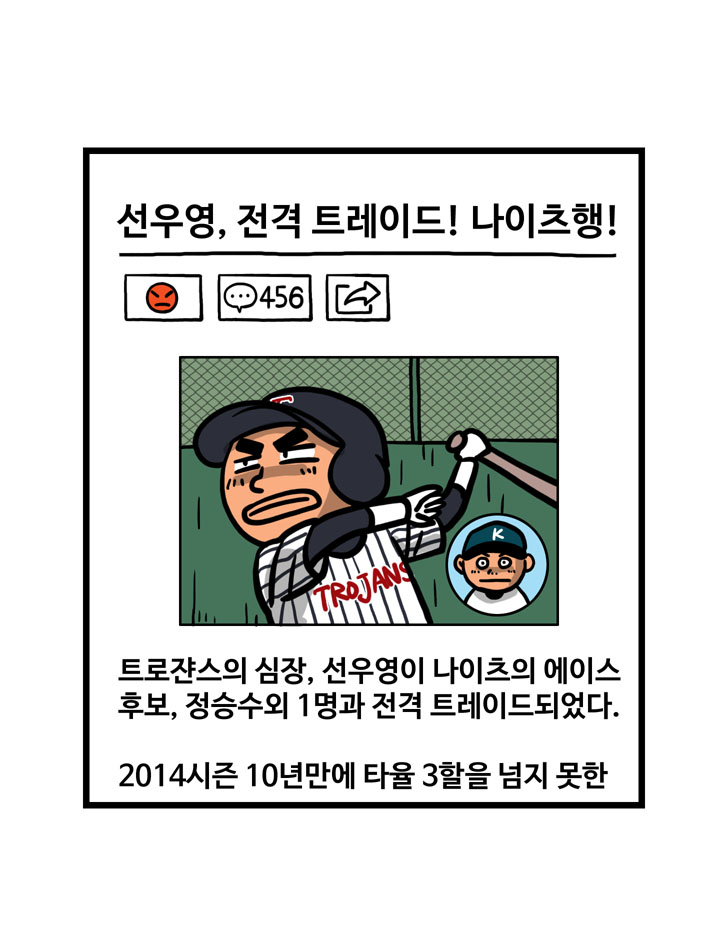 선우영, 전격 트레이드! 나이츠행!
456
T
TROJANS
K
트로쟌스의 심장, 선우영이 나이츠의 에이스
후보, 정승수외 1명과 전격 트레이드되었다.
2014시즌 10년만에 타율 3할을 넘지 못한